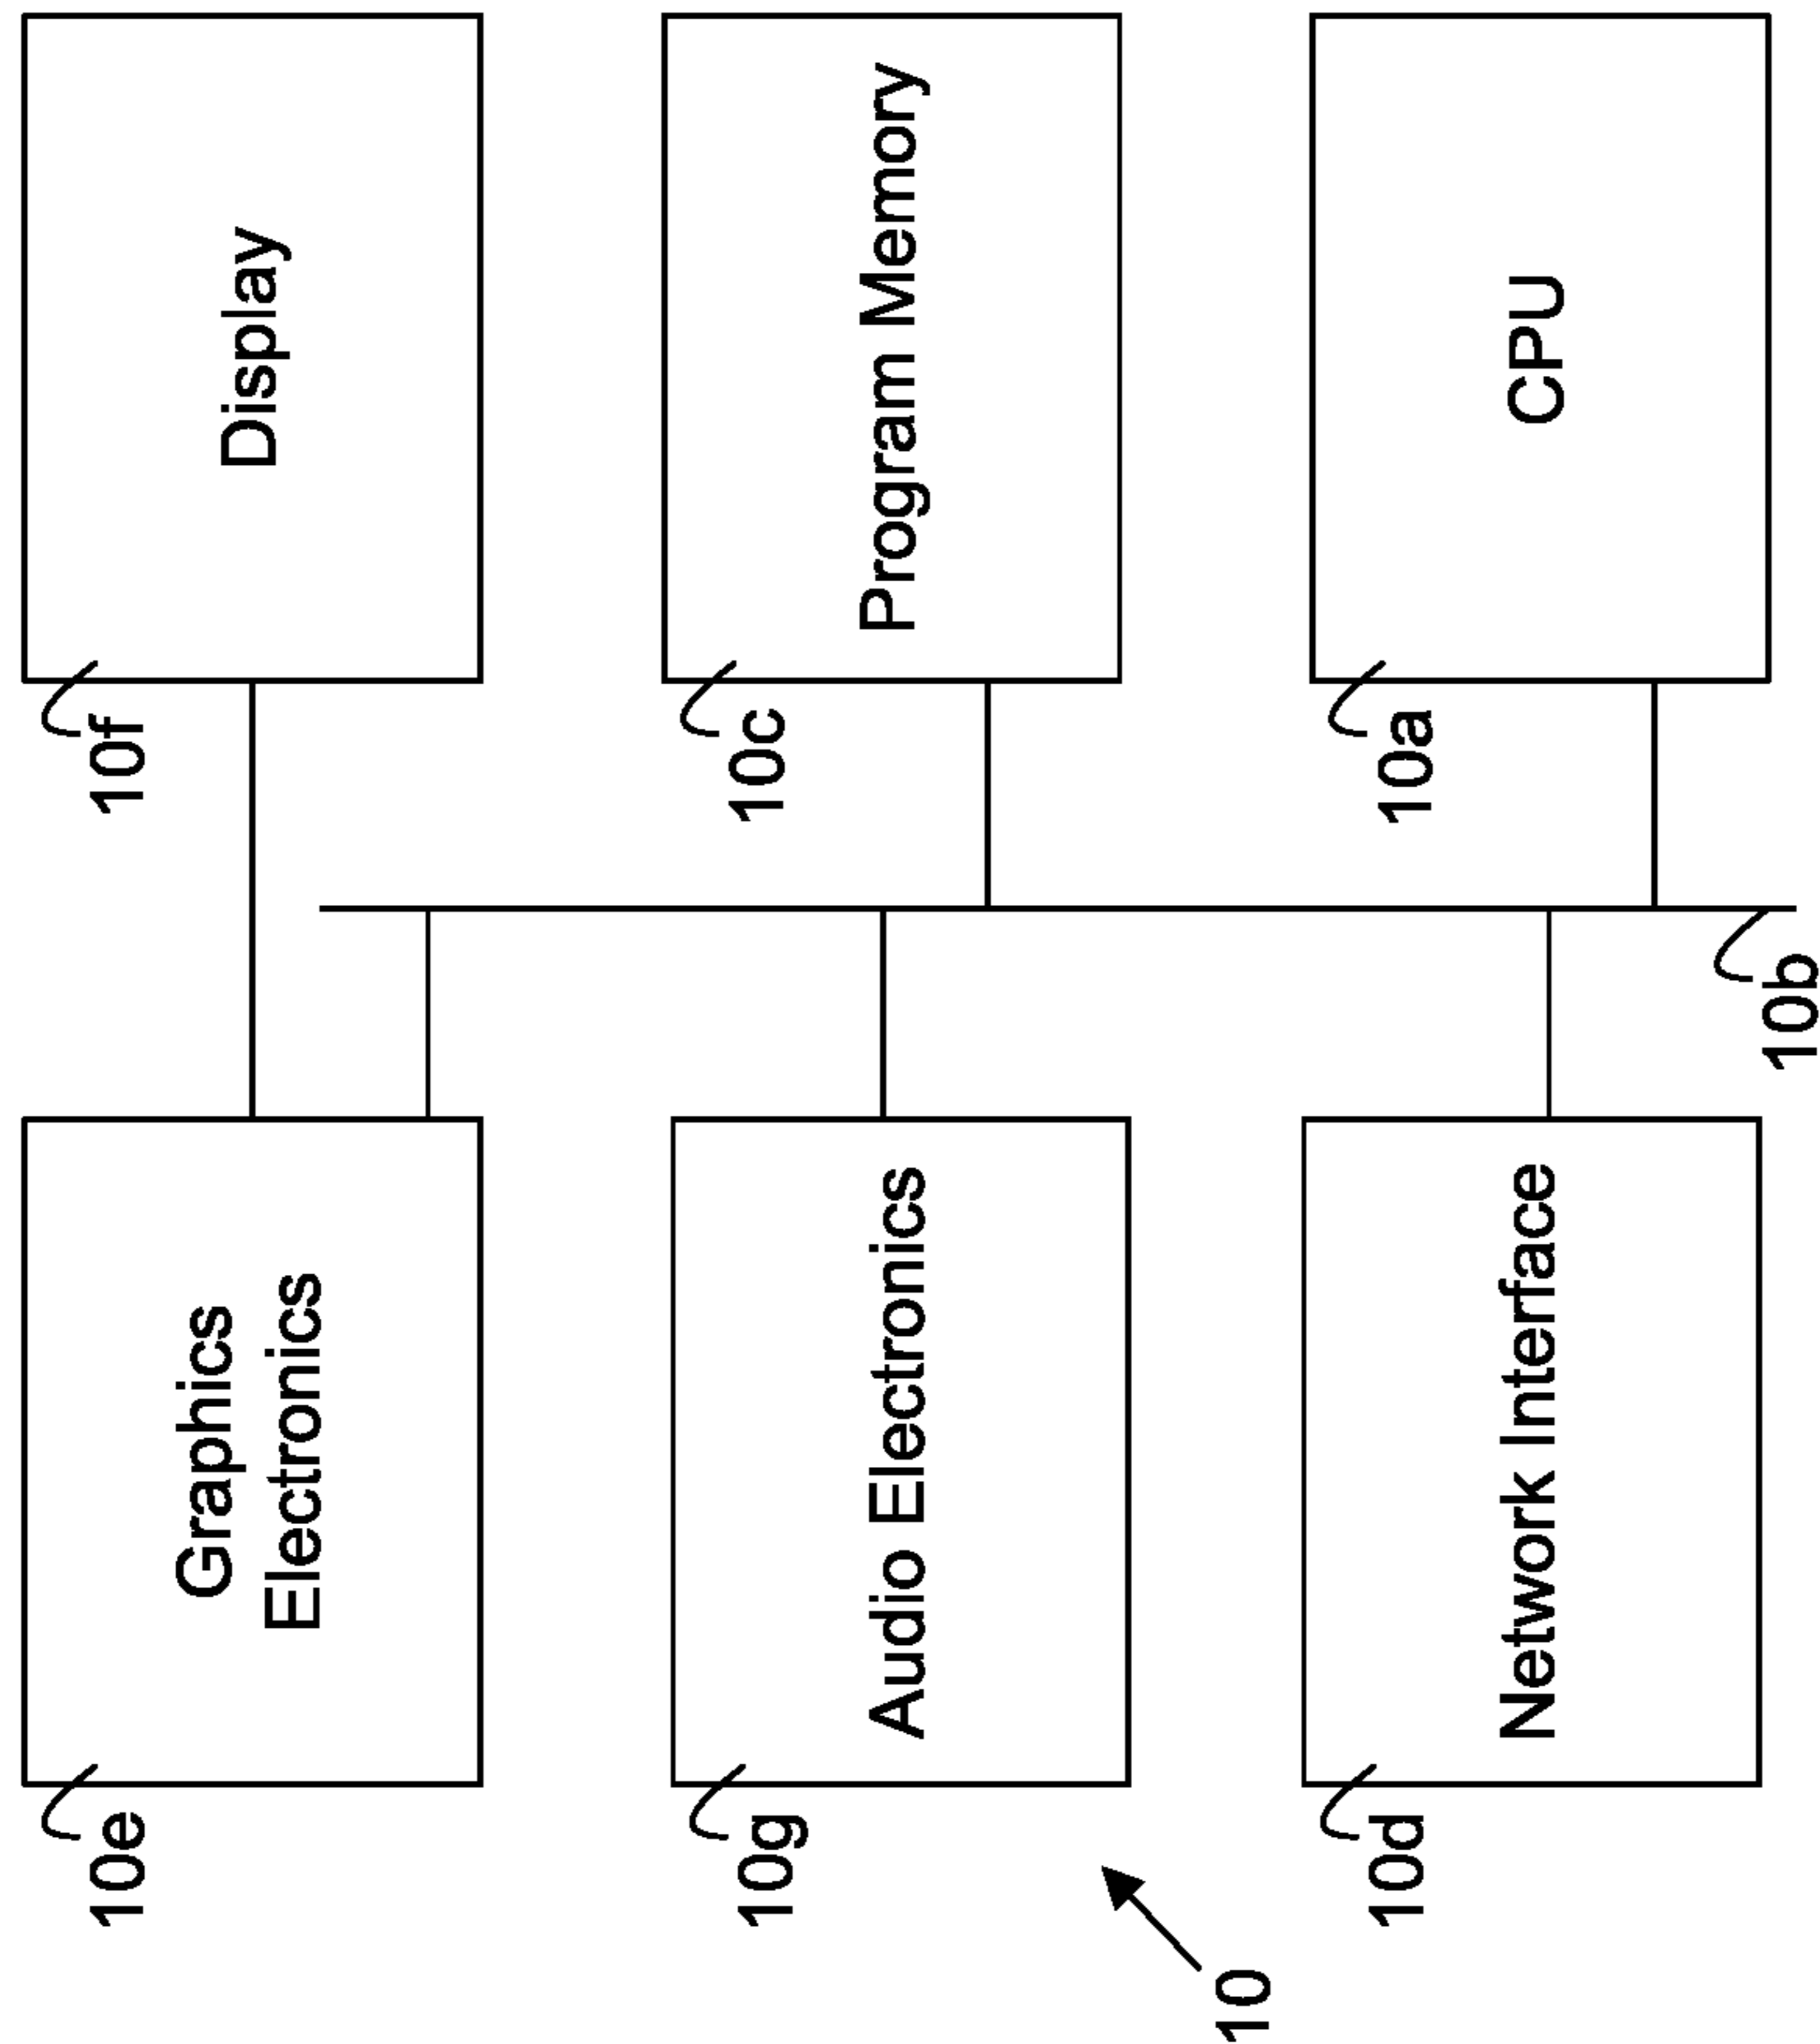 10e
Graphics
Electronics
10f
Display
10g
Audio Electronics
10c
Program Memory
10
10d
Network Interface
10a
CPU
10b